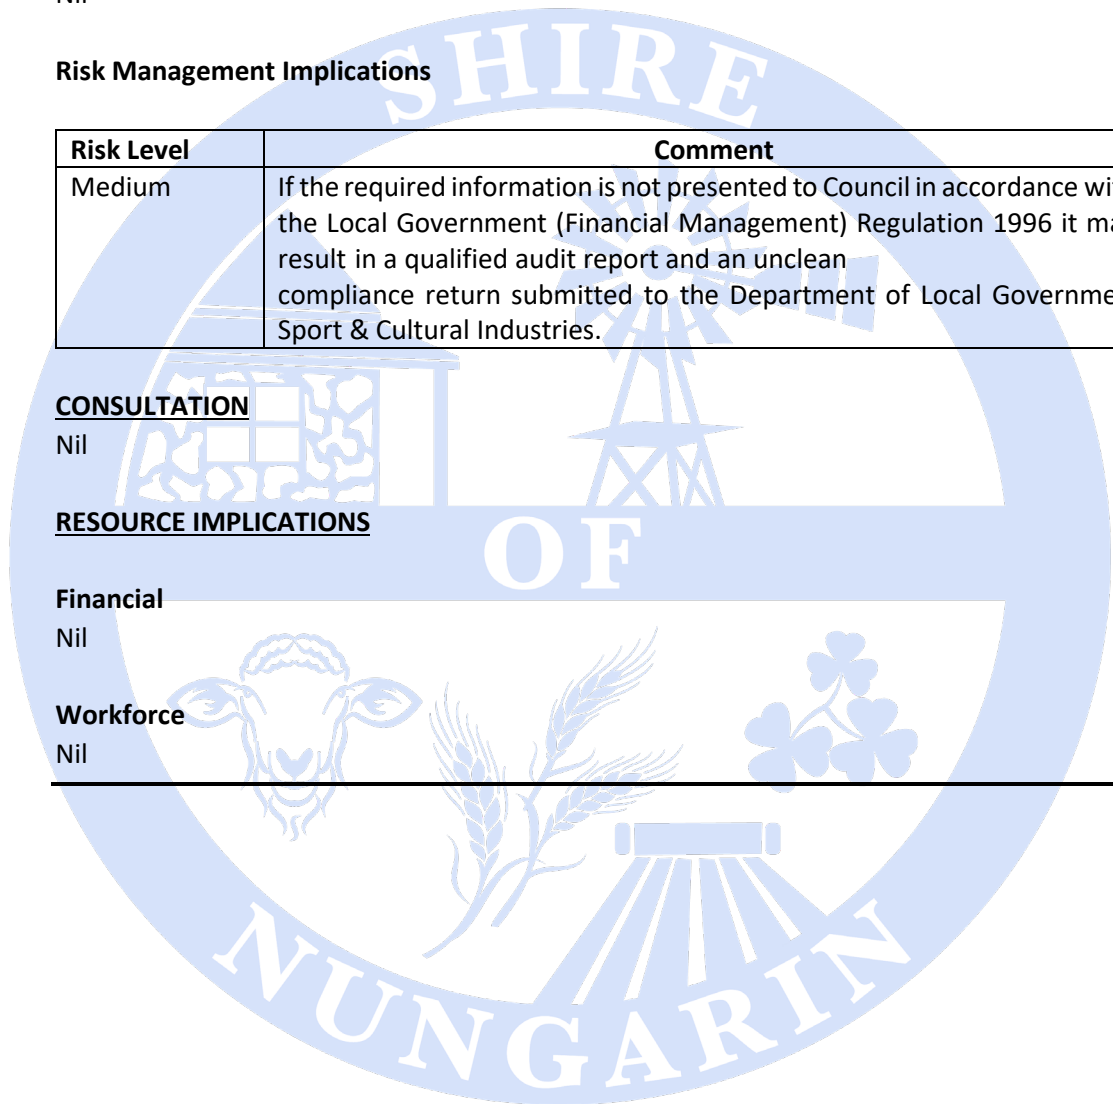 Nil
Risk Management Implications
Risk Level Comment
Medium If the required information is not presented to Council in accordance wi
the Local Government (Financial Management) Regulation 1996 it ma
result in a qualified audit report and an unclean
compliance return submitted to the Department of Local Governme
Sport & Cultural Industries.
CONSULTATION
Nil
RESOURCE IMPLICATIONS
Financial
Nil
Workforce
Nil
SHIRE
OF
NUNGARIN